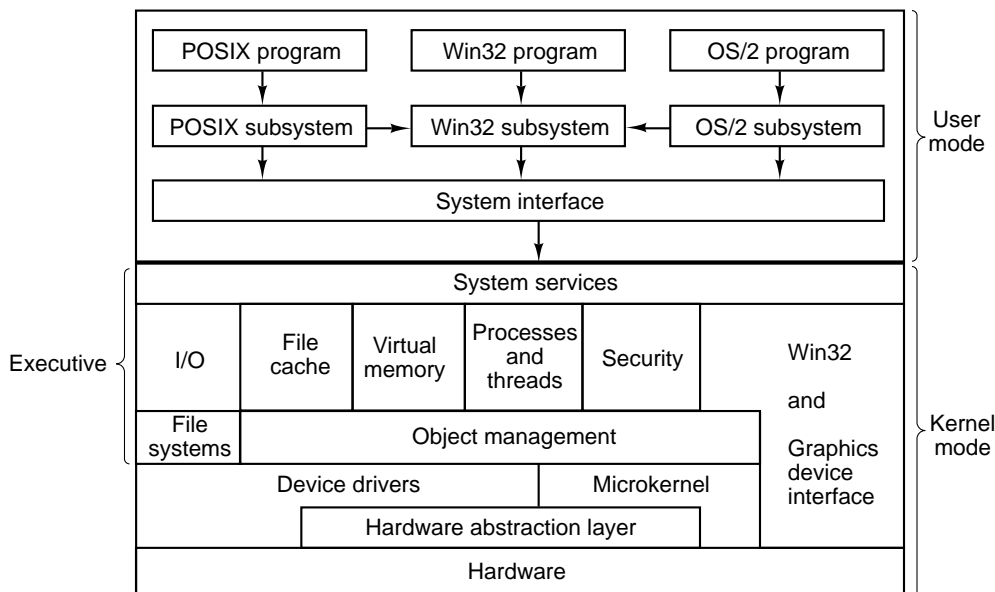 POSIX program
Win32 program
OS/2 program
POSIX subsystem
Win32 subsystem
OS/2 subsystem
System interface
User
mode
System services
Executive
I/O
File
cache
Virtual
memory
Processes
and
threads
Security
Win32
and
Graphics
device
interface
File
systems
Object management
Kernel
mode
Device drivers
Microkernel
Hardware abstraction layer
Hardware